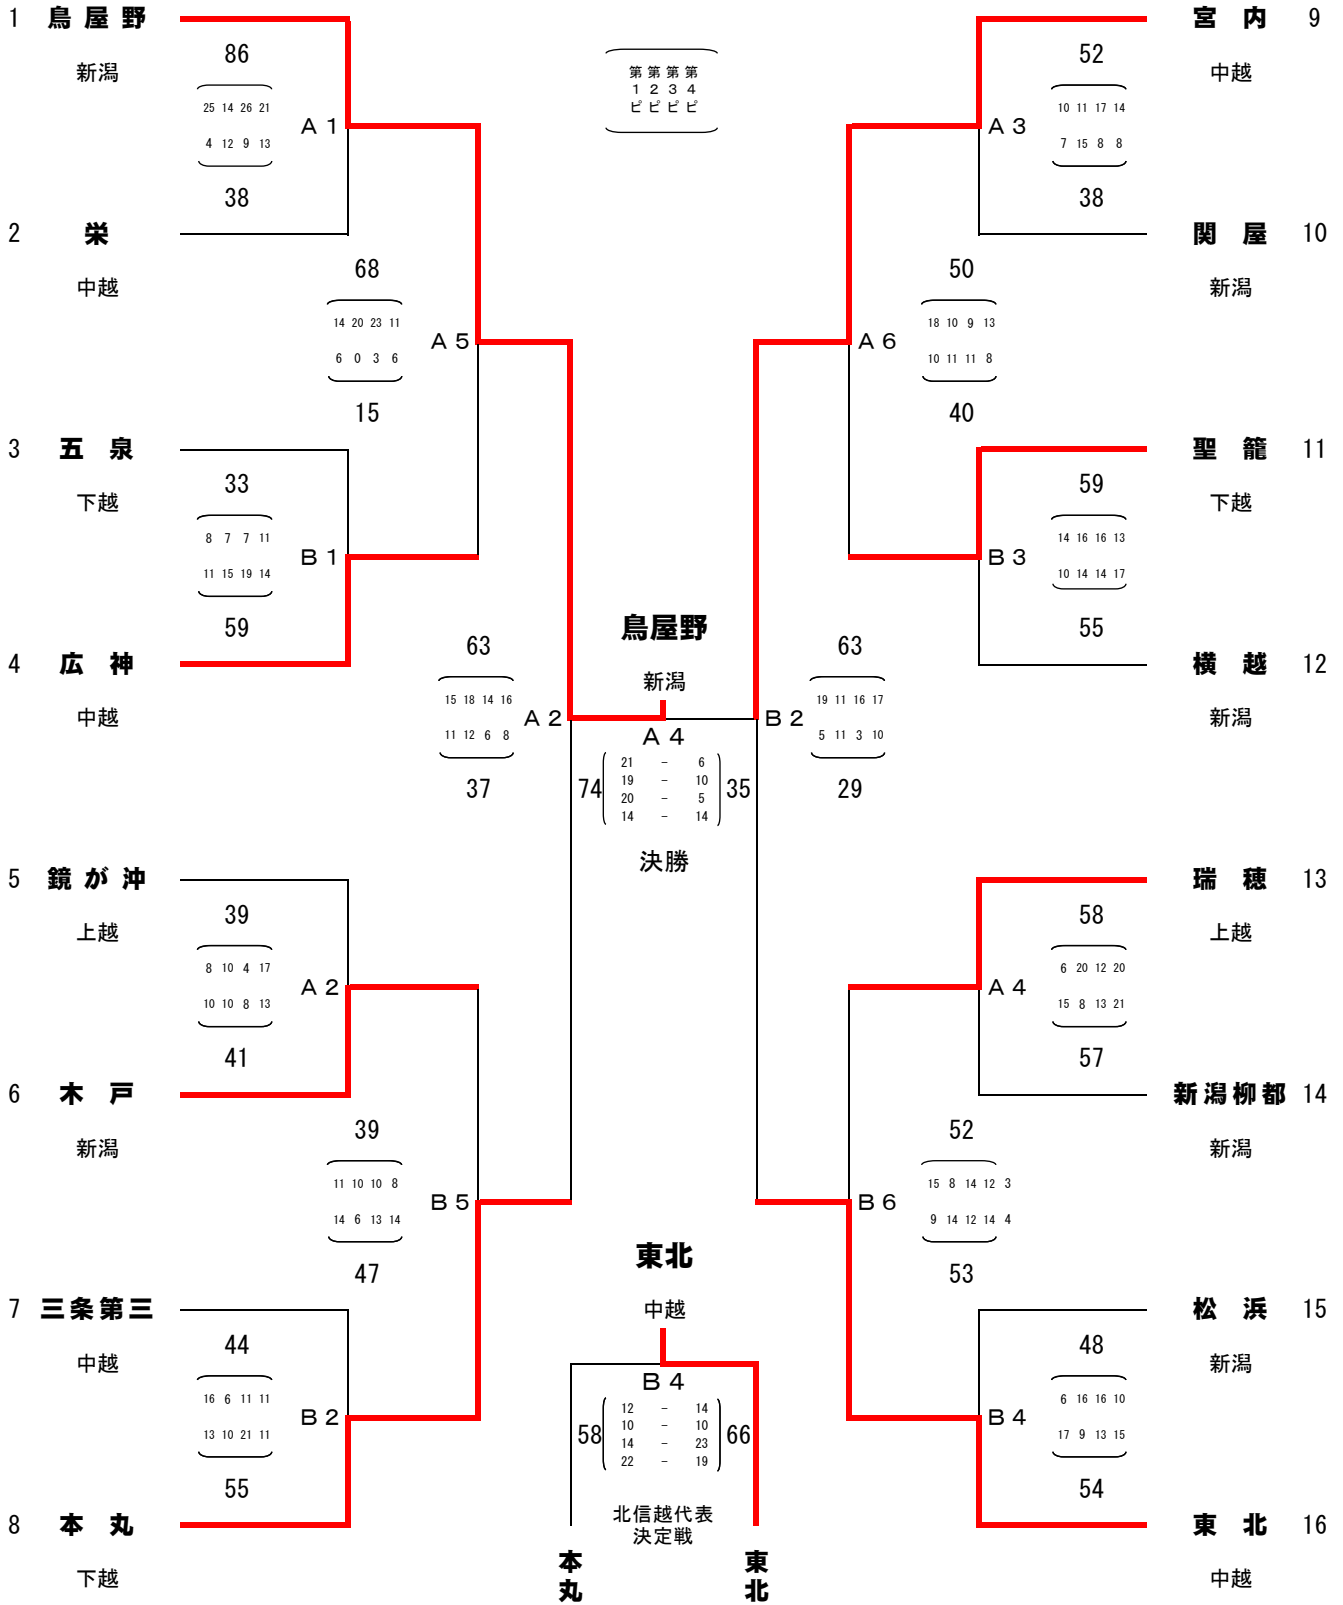 1 鳥屋野
新潟
86
25 14 26 21
A1
4 12 9 13
38
2 栄
中越
68
14 20 23 11
A5
6 0 3 6
15
3 五泉
下越
33
8 7 7 11
B1
11 15 19 14
59
4 広神
中越
63
15 18 14 16
A2
11 12 6 8
37
5 鏡が沖
上越
39
8 10 4 17
A2
10 10 8 13
41
6 木戸
新潟
39
11 10 10 8
B5
14 6 13 14
47
7 三条第三
中越
44
16 6 11 11
B2
13 10 21 11
55
8 本丸
下越
第1ピ 第2ピ 第3ピ 第4ピ
鳥屋野
新潟
A4
74 35
21 - 6
19 - 10
20 - 5
14 - 14
決勝
東北
中越
B4
58 66
12 - 14
10 - 10
14 - 23
22 - 19
北信越代表
決定戦
本丸
東北
宮内 9
中越
52
10 11 17 14
A3
7 15 8 8
38
関屋 10
新潟
50
18 10 9 13
A6
10 11 11 8
40
聖籠 11
下越
59
14 16 16 13
B3
10 14 14 17
55
横越 12
新潟
63
19 11 16 17
B2
5 11 3 10
29
瑞穂 13
上越
58
6 20 12 20
A4
15 8 13 21
57
新潟柳都 14
新潟
52
15 8 14 12 3
B6
9 14 12 14 4
53
松浜 15
新潟
48
6 16 16 10
B4
17 9 13 15
54
東北 16
中越